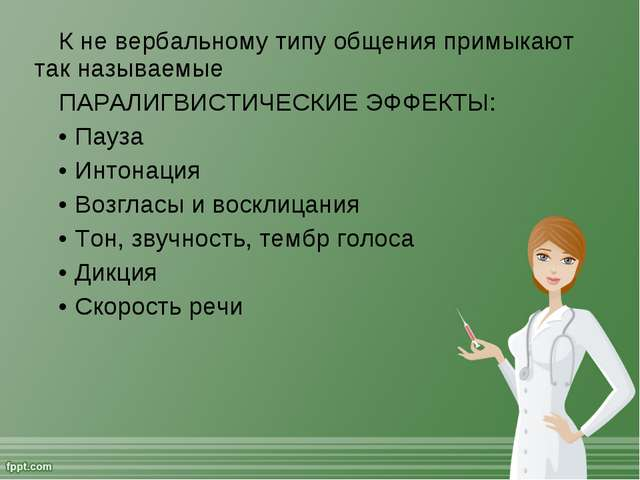 К не вербальному типу общения примыкают
так называемые
ПАРАЛИГВИСТИЧЕСКИЕ ЭФФЕКТЫ:
• Пауза
• Интонация
• Возгласы и восклицания
• Тон, звучность, тембр голоса
• Дикция
• Скорость речи
fppt.com